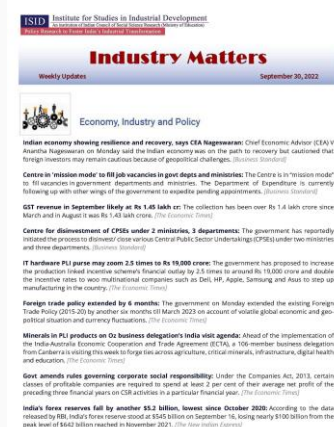 ISID Institute for Studies in Industrial Development
An Institution of Indian Council of Social Science Research (Ministry of Education)
Policy Research to Foster India's Industrial Transformation
Industry Matters
Weekly Updates September 30, 2022
Economy, Industry and Policy
Indian economy showing resilience and recovery, says CEA Nageswaran: Chief Economic Advisor (CEA) V
Anantha Nageswaran on Monday said the Indian economy was on the path to recovery but cautioned that
foreign investors may remain cautious because of geopolitical challenges. [Business Standard]
Centre in 'mission mode' to fill job vacancies in govt depts and ministries: The Centre is in "mission mode"
to fill vacancies in government departments and ministries. The Department of Expenditure is currently
following up with other wings of the government to expedite pending appointments. [Business Standard]
GST revenue in September likely at Rs 1.45 lakh cr: The collection has been over Rs 1.4 lakh crore since
March and in August it was Rs 1.43 lakh crore. [The Economic Times]
Centre for disinvestment of CPSEs under 2 ministries, 3 departments: The government has reportedly
initiated the process to disinvest/ close various Central Public Sector Undertakings (CPSEs) under two ministries
and three departments. [Business Standard]
IT hardware PLI purse may zoom 2.5 times to Rs 19,000 crore: The government has proposed to increase
the production linked incentive scheme's financial outlay by 2.5 times to around Rs 19,000 crore and double
the incentive rates to woo multinational companies such as Dell, HP, Apple, Samsung and Asus to step up
manufacturing in the country. [The Economic Times]
Foreign trade policy extended by 6 months: The government on Monday extended the existing Foreign
Trade Policy (2015-20) by another six months till March 2023 on account of volatile global economic and geo-
political situation and currency fluctuations. [The Economic Times]
Minerals in PLI products on Oz business delegation's India visit agenda: Ahead of the implementation of
the India-Australia Economic Cooperation and Trade Agreement (ECTA), a 106-member business delegation
from Canberra is visiting this week to forge ties across agriculture, critical minerals, infrastructure, digital health
and education. [The Economic Times]
Govt amends rules governing corporate social responsibility: Under the Companies Act, 2013, certain
classes of profitable companies are required to spend at least 2 per cent of their average net profit of the
preceding three financial years on CSR activities in a particular financial year. [The Economic Times]
India's forex reserves fall by another $5.2 billion, lowest since October 2020: According to the data
released by RBI, India's forex reserve stood at $545 billion on September 16, losing nearly $100 billion from the
peak level of $642 billion reached in November 2021. [The New Indian Express]